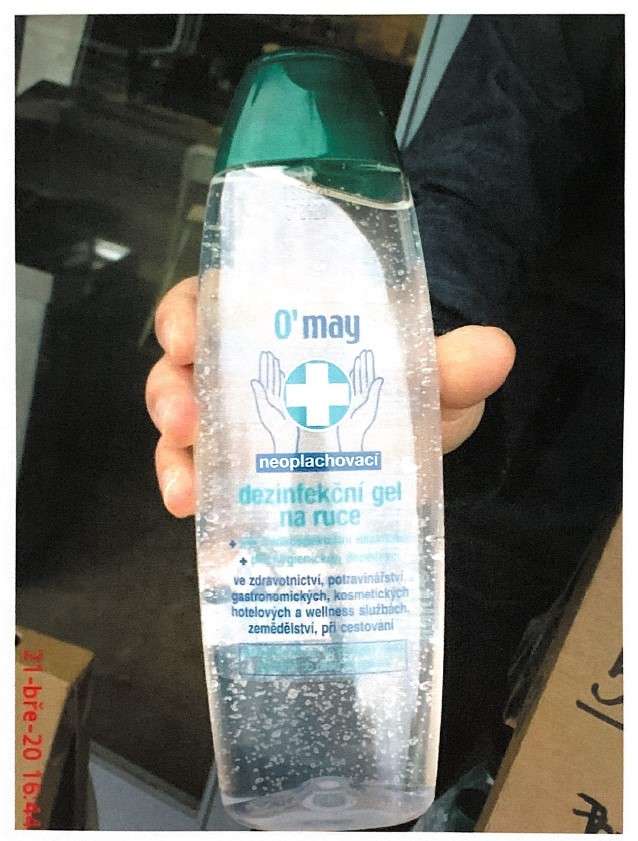 O' may
neoplachovací
dezinfekční gel
na ruce
ve zdravotnictví, potravinářství
gastronomických, kosmetických
hotelových a wellness službách,
zemědělství, při cestování
21-bře-20 16:44